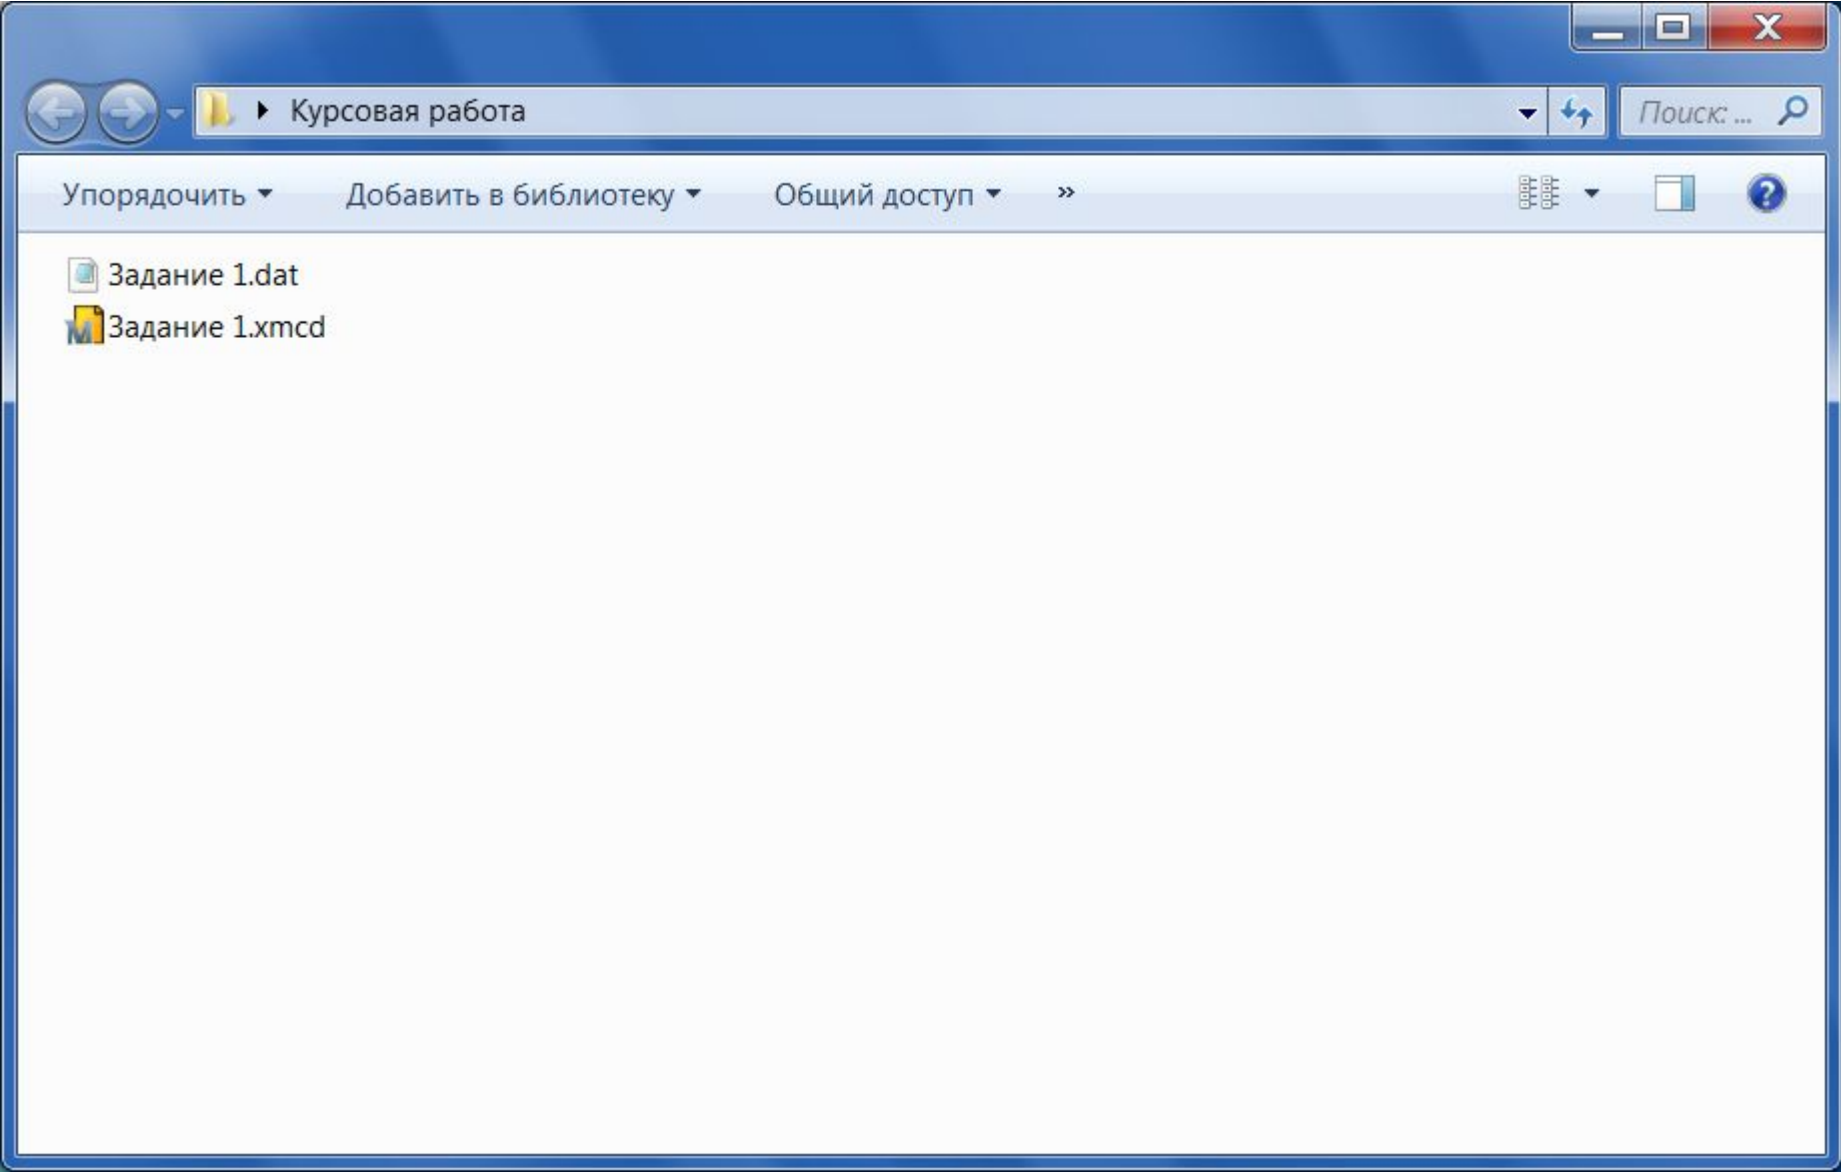 Курсовая работа
Поиск: ...
Упорядочить Добавить в библиотеку Общий доступ »
Задание 1.dat
Задание 1.xmcd